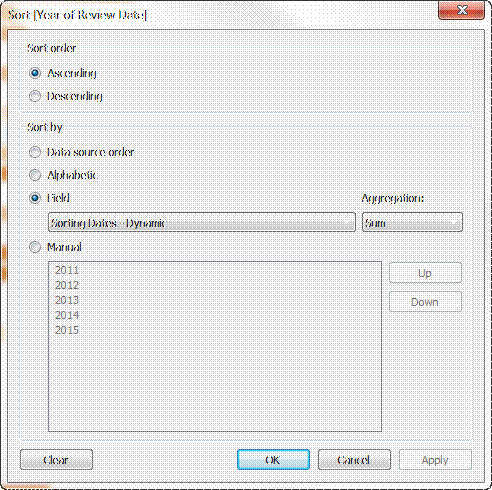 Sort [Year of Review Date]
Sort order
Ascending
Descending
Sort by
Data source order
Alphabetic
Field
Aggregation:
Sorting Dates - Dynamic
Sum
Manual
2011
2012
2013
2014
2015
Up
Down
Clear
OK
Cancel
Apply